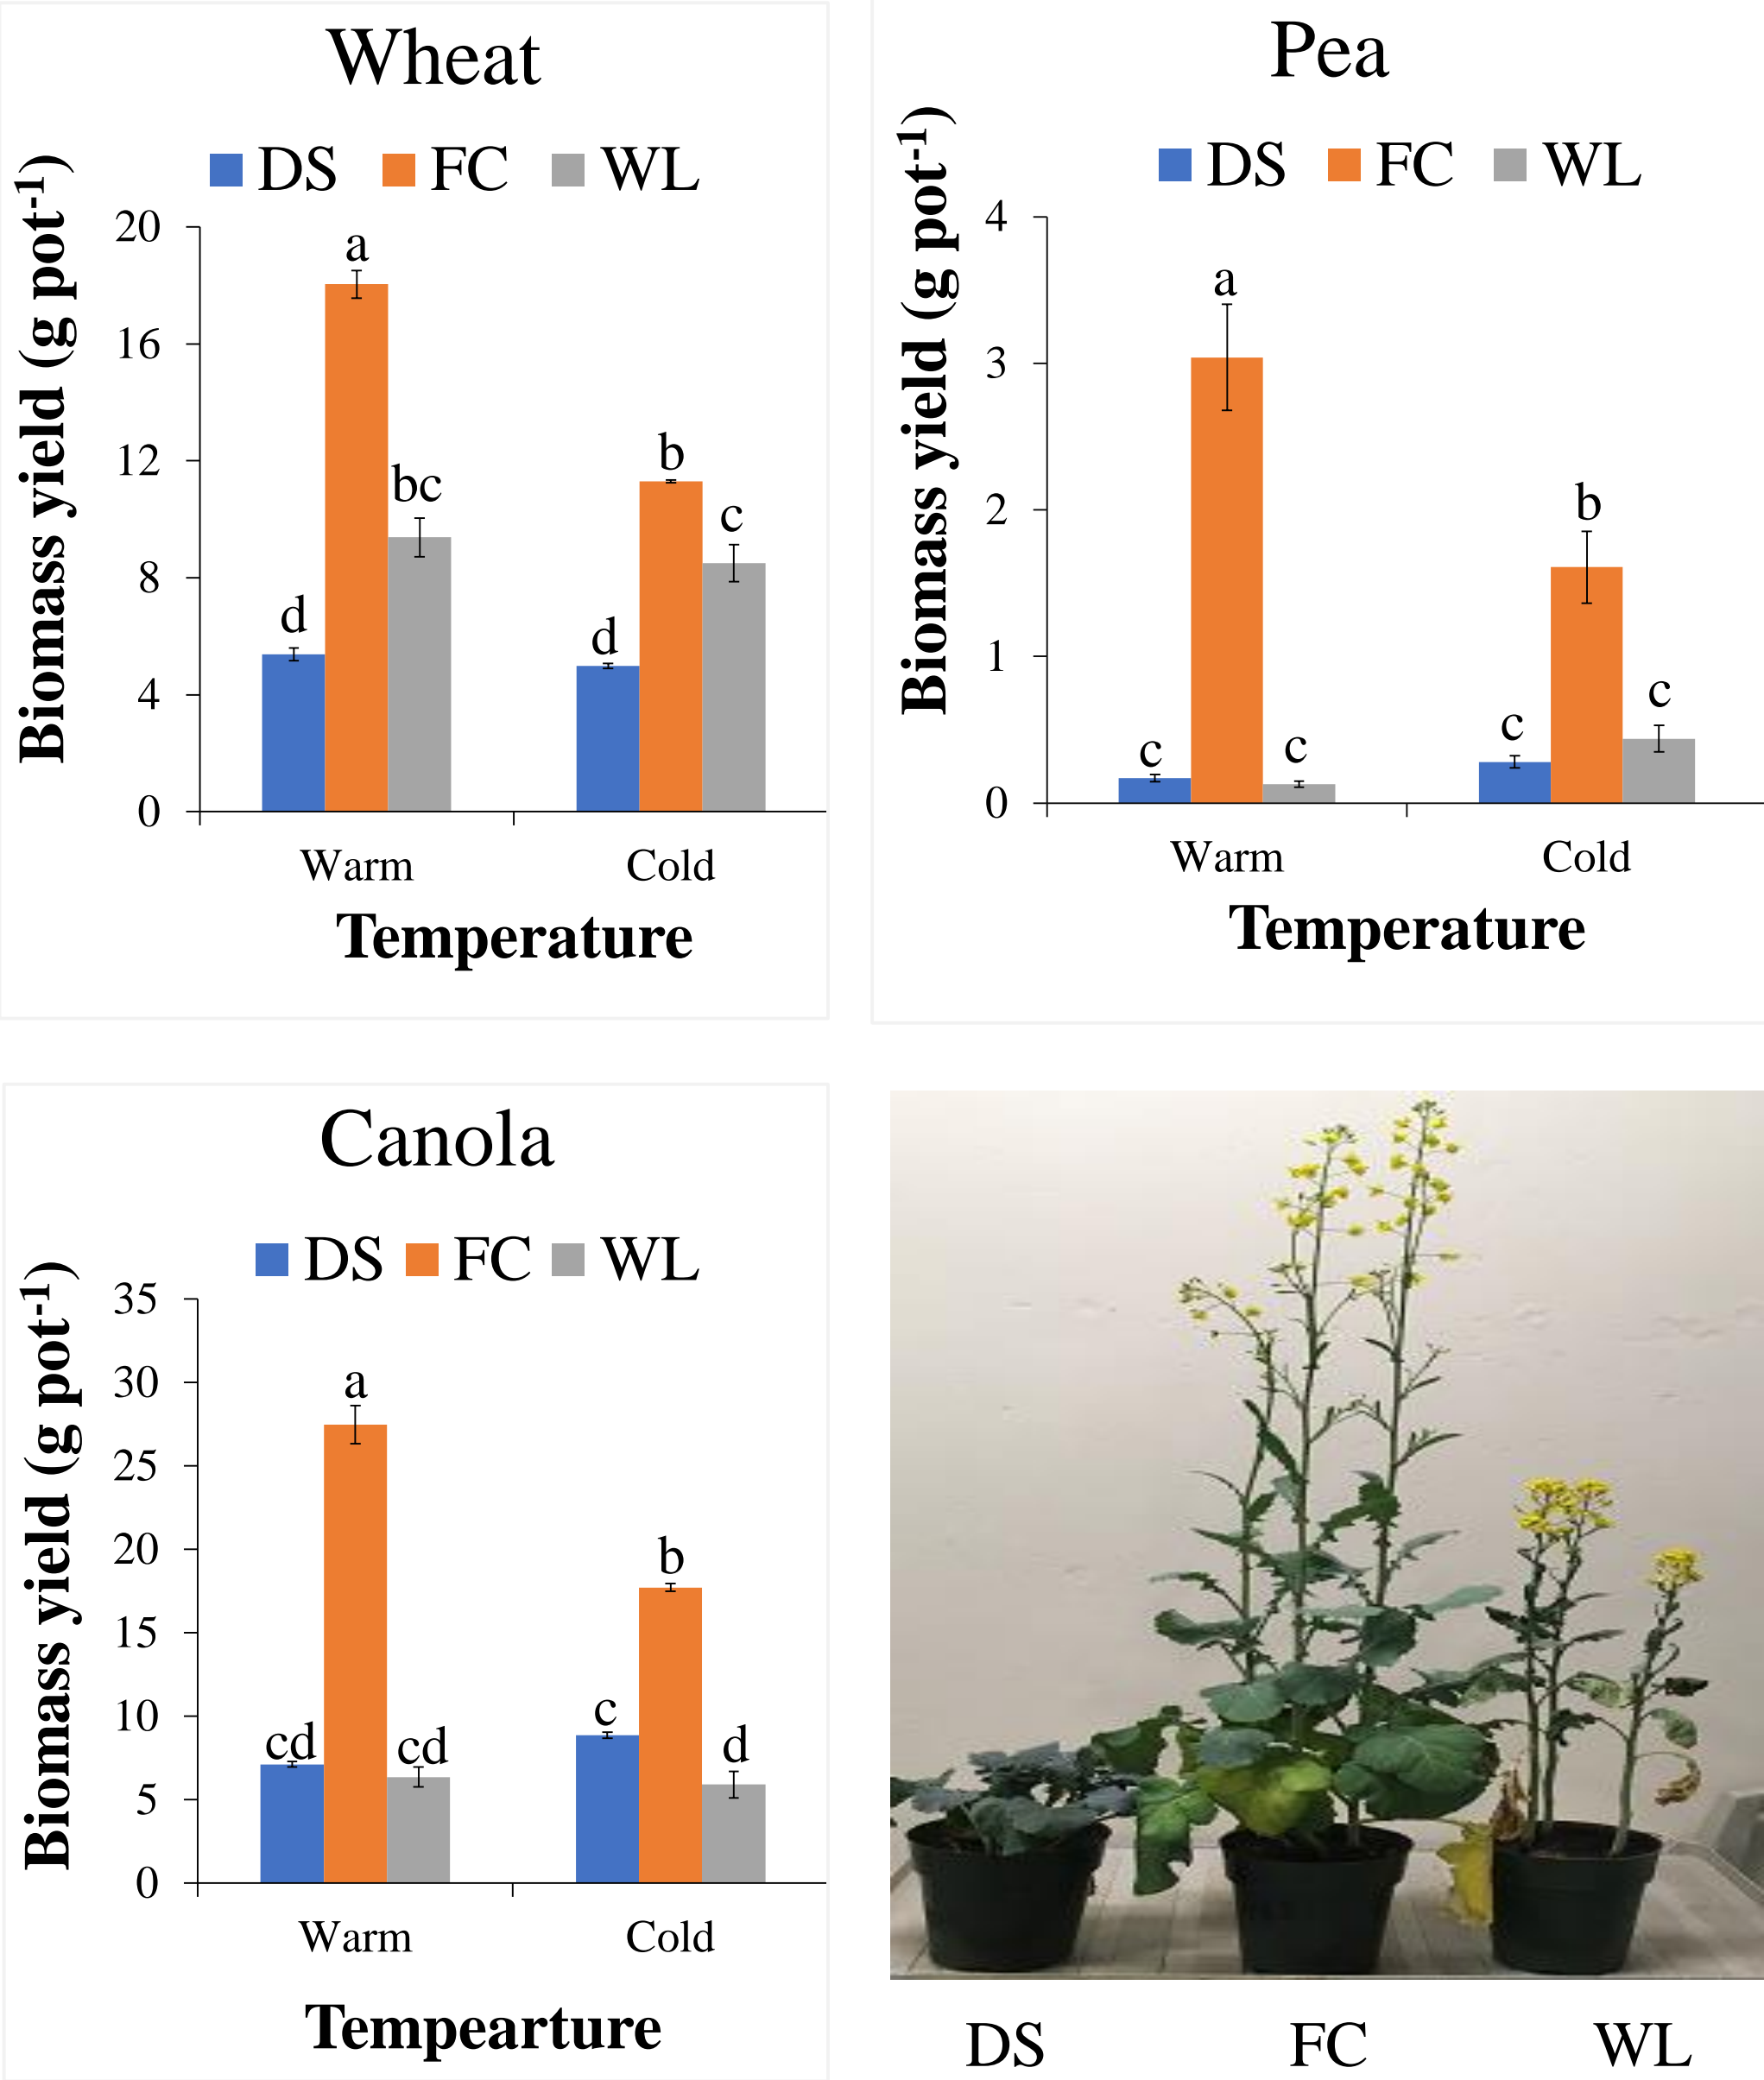 Wheat
DS FC WL
Biomass yield (g pot-1)
20
16
12
8
4
0
a
b
bc
c
d
d
Warm Cold
Temperature
Pea
DS FC WL
Biomass yield (g pot-1)
4
3
2
1
0
a
b
c
c
c
c
Warm Cold
Temperature
Canola
DS FC WL
Biomass yield (g pot-1)
35
30
25
20
15
10
5
0
a
b
cd
cd
c
d
Warm Cold
Tempearture
DS FC WL